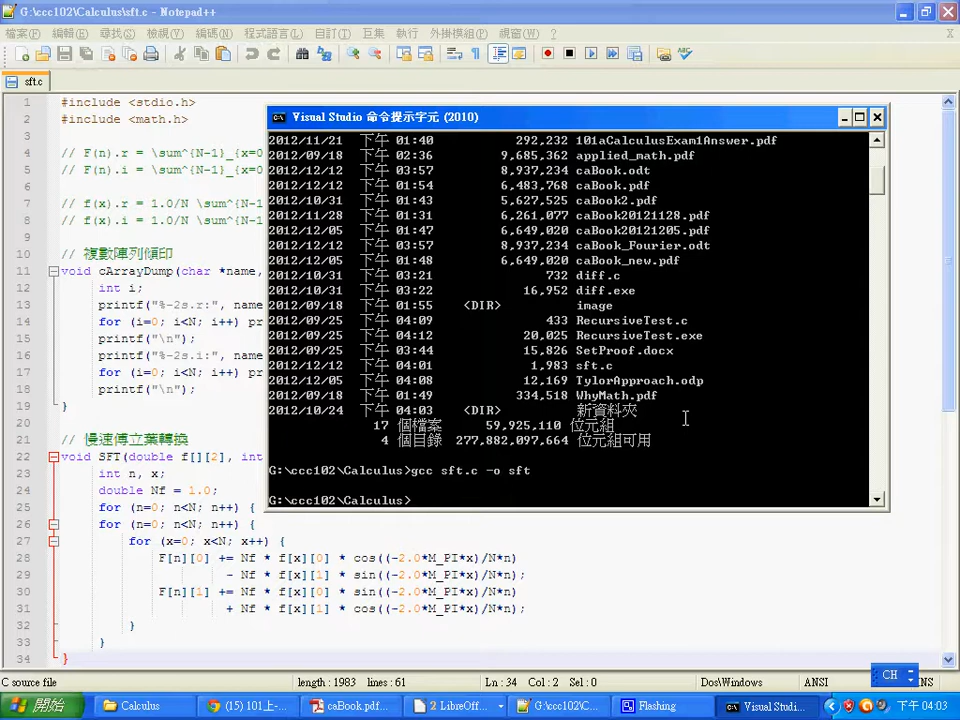 G:\ccc102\Calculus\sft.c - Notepad++
檔案(F) 編輯(E) 尋找(S) 檢視(V) 編碼(N) 程式語言(L) 自訂(T) 巨集 執行 外掛模組(P) 視窗(W) ?
X
sft.c
1 #include <stdio.h>
2 #include <math.h>
3
4 // F(n).r = \sum^{N-1}_{x=0
5 // F(n).i = \sum^{N-1}_{x=0
6
7 // f(x).r = 1.0/N \sum^{N-1
8 // f(x).i = 1.0/N \sum^{N-1
9
10 // 複數陣列傾印
11 void cArrayDump(char *name,
12 int i;
13 printf("%-2s.r:", name
14 for (i=0; i<N; i++) pr
15 printf("\n");
16 printf("%-2s.i:", name
17 for (i=0; i<N; i++) pr
18 printf("\n");
19 }
20
21 // 慢速傅立葉轉換
22 void SFT(double f[][2], int
23 int n, x;
24 double Nf = 1.0;
25 for (n=0; n<N; n++) {
26 for (n=0; n<N; n++) {
27 for (x=0; x<N; x++) {
28 F[n][0] += Nf * f[x][0] * cos((-2.0*M_PI*x)/N*n)
29 - Nf * f[x][1] * sin((-2.0*M_PI*x)/N*n);
30 F[n][1] += Nf * f[x][0] * sin((-2.0*M_PI*x)/N*n)
31 + Nf * f[x][1] * cos((-2.0*M_PI*x)/N*n);
32 }
33 }
34 }
Visual Studio 命令提示字元 (2010)
2012/11/21 下午 01:40 292,232 101aCalculusExam1Answer.pdf
2012/09/18 下午 02:36 9,685,362 applied_math.pdf
2012/12/12 下午 03:57 8,937,234 caBook.odt
2012/12/12 下午 01:54 6,483,768 caBook.pdf
2012/10/31 下午 01:43 5,627,525 caBook2.pdf
2012/11/28 下午 01:31 6,261,077 caBook20121128.pdf
2012/12/05 下午 01:47 6,649,020 caBook20121205.pdf
2012/12/12 下午 03:57 8,937,234 caBook_Fourier.odt
2012/12/05 下午 01:48 6,649,020 caBook_new.pdf
2012/10/31 下午 03:21 732 diff.c
2012/10/31 下午 03:22 16,952 diff.exe
2012/09/18 下午 01:55 <DIR> image
2012/09/25 下午 04:09 433 RecursiveTest.c
2012/09/25 下午 04:12 20,025 RecursiveTest.exe
2012/09/25 下午 03:44 15,826 SetProof.docx
2012/12/12 下午 04:01 1,983 sft.c
2012/12/05 下午 04:08 12,169 TylorApproach.odp
2012/09/18 下午 01:49 334,518 WhyMath.pdf
2012/10/24 下午 04:03 <DIR> 新資料夾
17 個檔案 59,925,110 位元組
4 個目錄 277,882,097,664 位元組可用
G:\ccc102\Calculus>gcc sft.c -o sft
G:\ccc102\Calculus>
C source file length : 1983 lines : 61 Ln : 34 Col : 2 Sel : 0 Dos\Windows ANSI INS
CH
開始 Calculus (15) 101上-... caBook.pdf... 2 LibreOff... G:\ccc102\C... Flashing Visual Studi... 下午 04:03